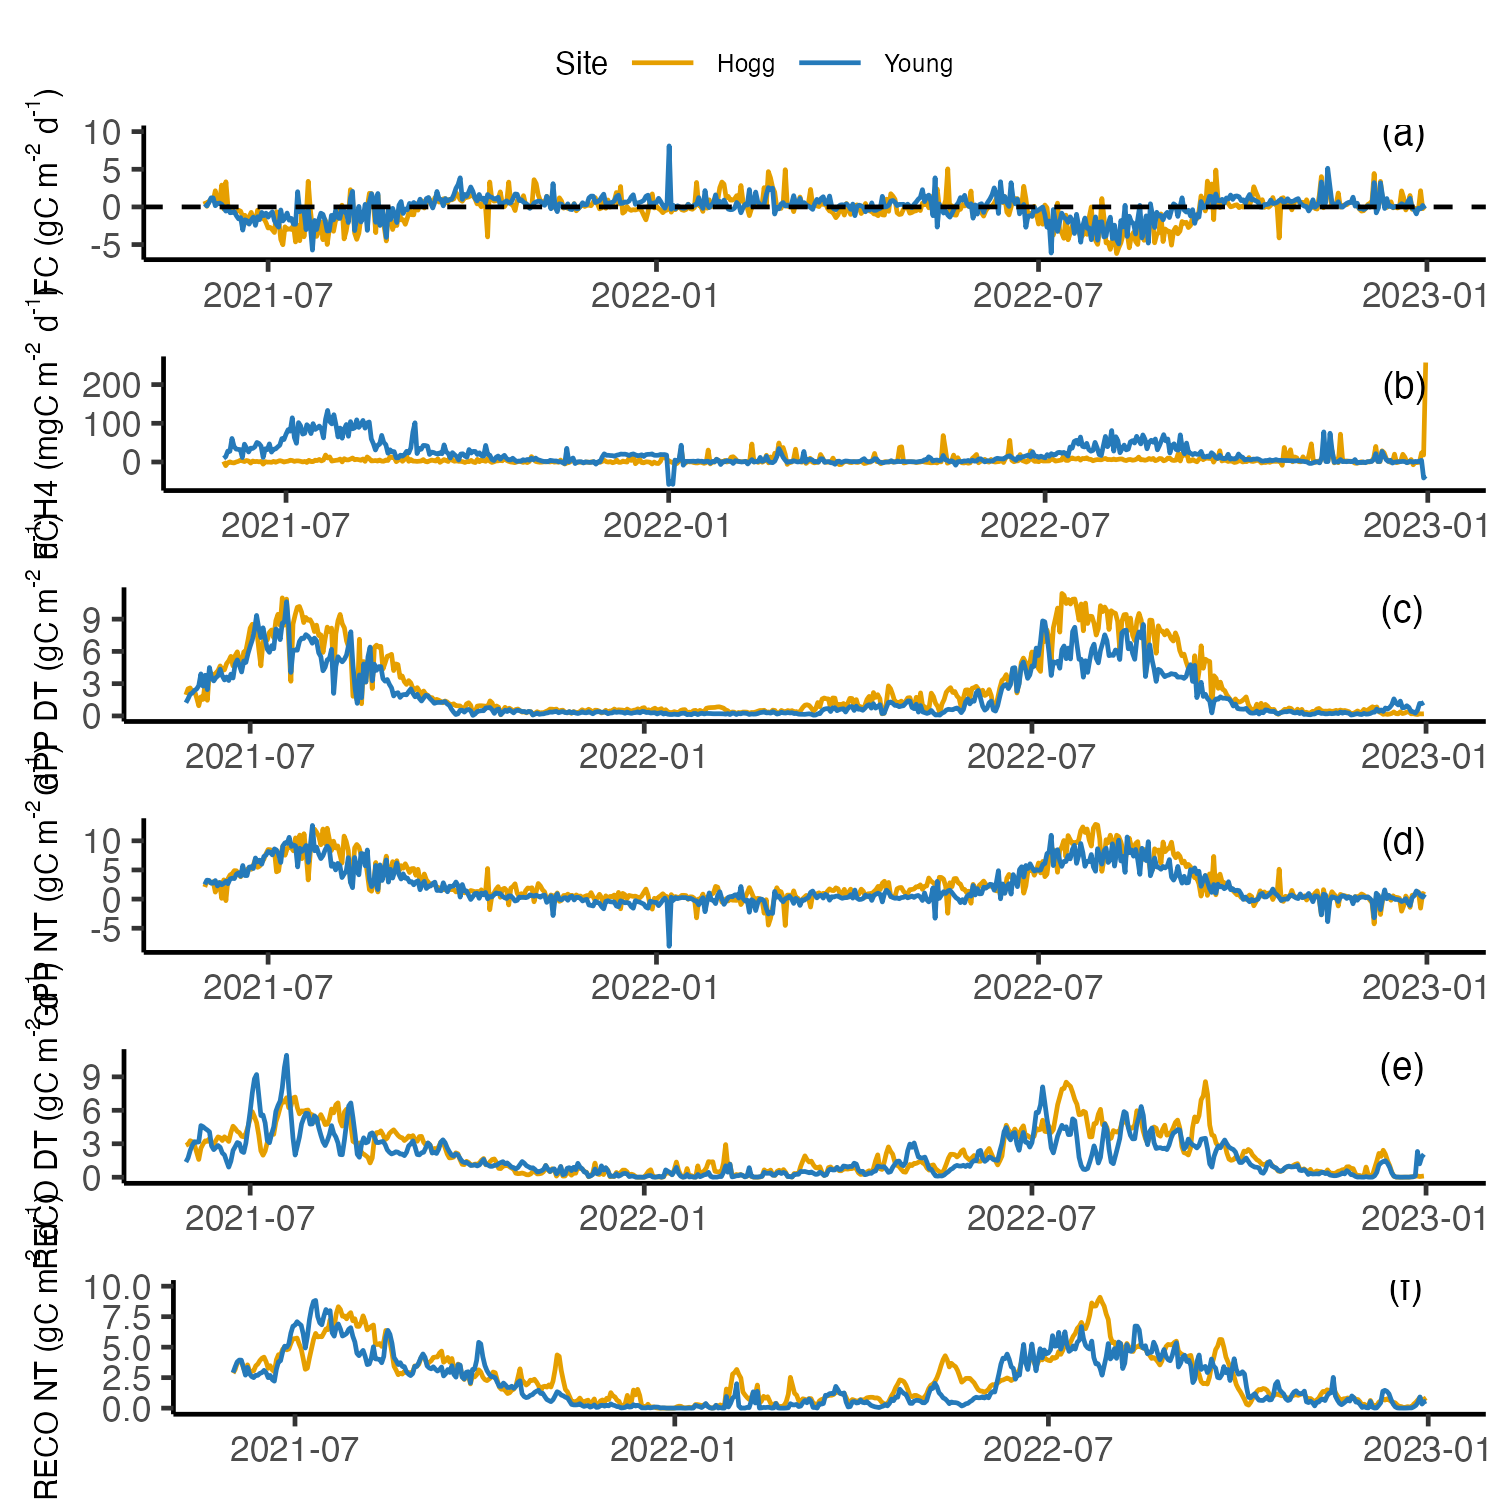 Site Hogg Young
FC (gC m-2 d-1)
10
5
0
-5
(a)
2021-07 2022-01 2022-07 2023-01
FCH4 (mgC m-2 d-1)
200
100
0
(b)
2021-07 2022-01 2022-07 2023-01
GPP DT (gC m-2 d-1)
9
6
3
0
(c)
2021-07 2022-01 2022-07 2023-01
GPP NT (gC m-2 d-1)
10
5
0
-5
(d)
2021-07 2022-01 2022-07 2023-01
RECO DT (gC m-2 d-1)
9
6
3
0
(e)
2021-07 2022-01 2022-07 2023-01
RECO NT (gC m-2 d-1)
10.0
7.5
5.0
2.5
0.0
(f)
2021-07 2022-01 2022-07 2023-01